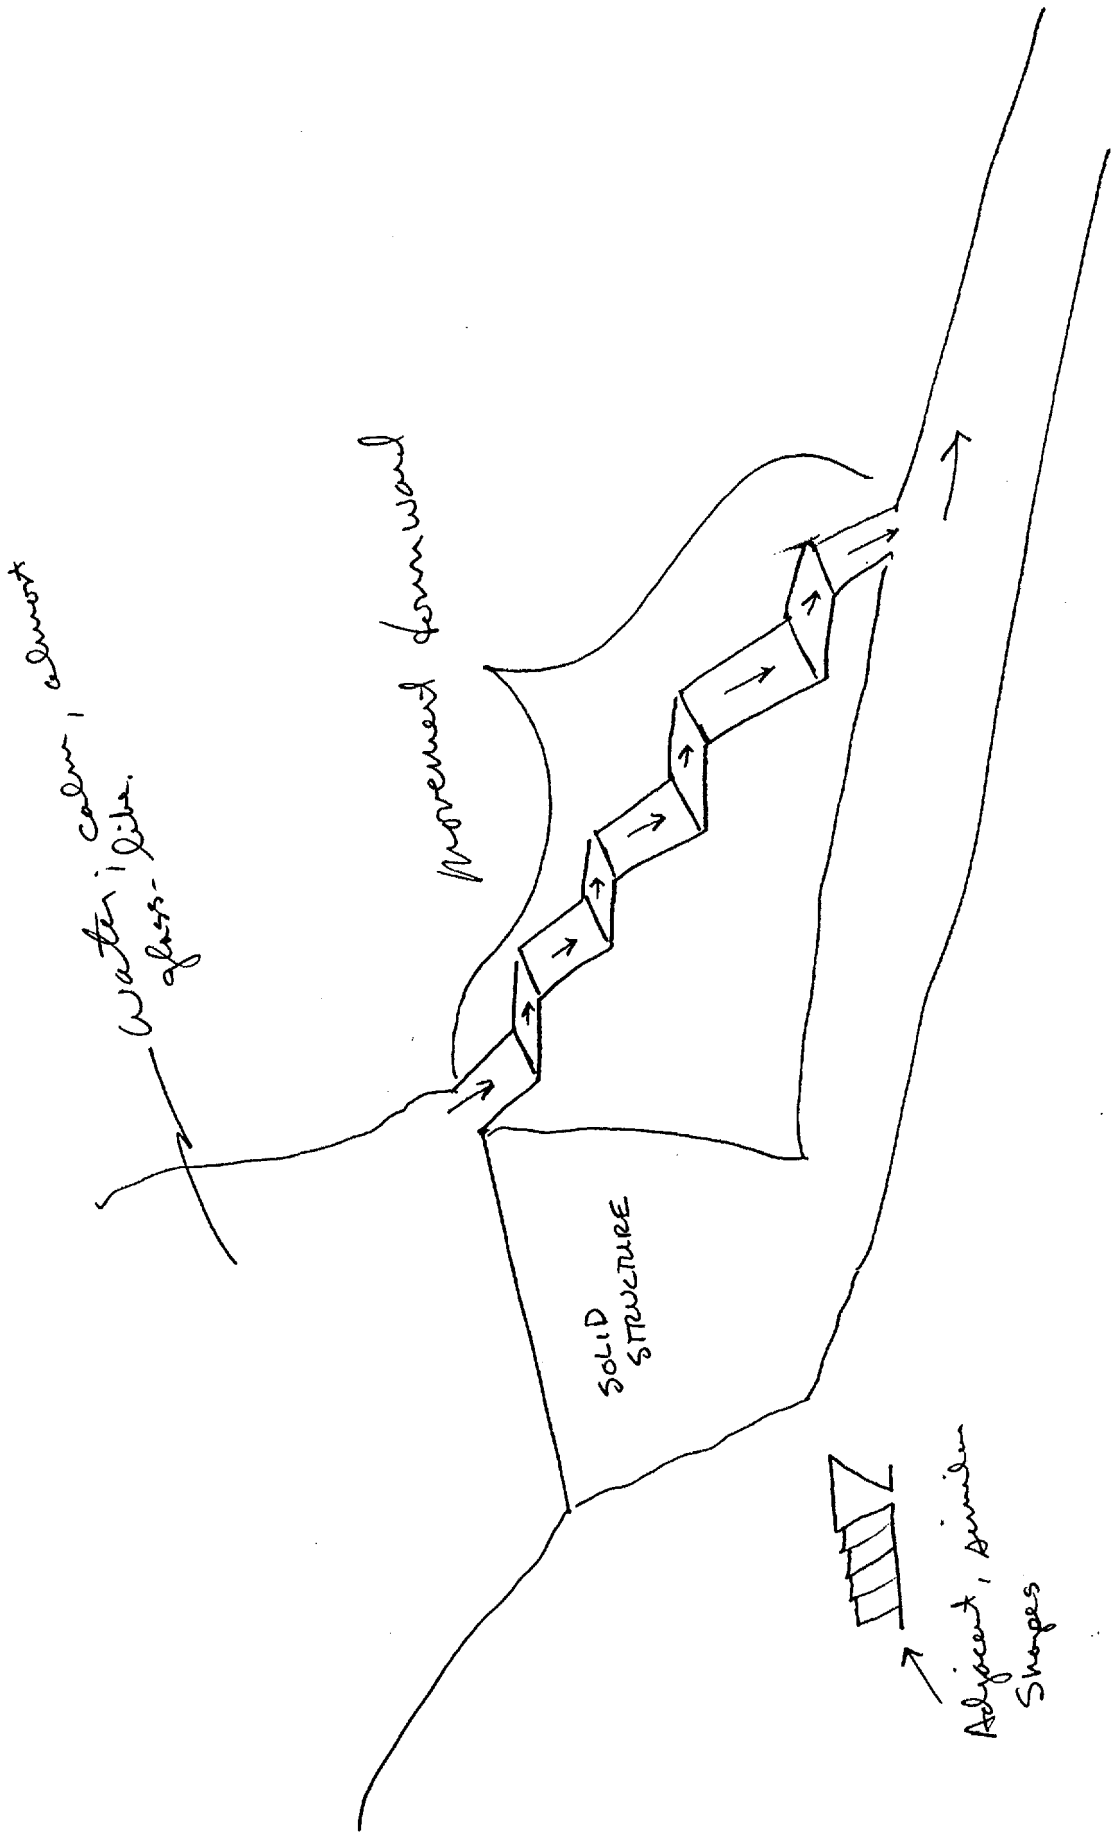 Water; calm, almost
glass-like.
movement downward
SOLID
STRUCTURE
Adjacent, similar
Shapes